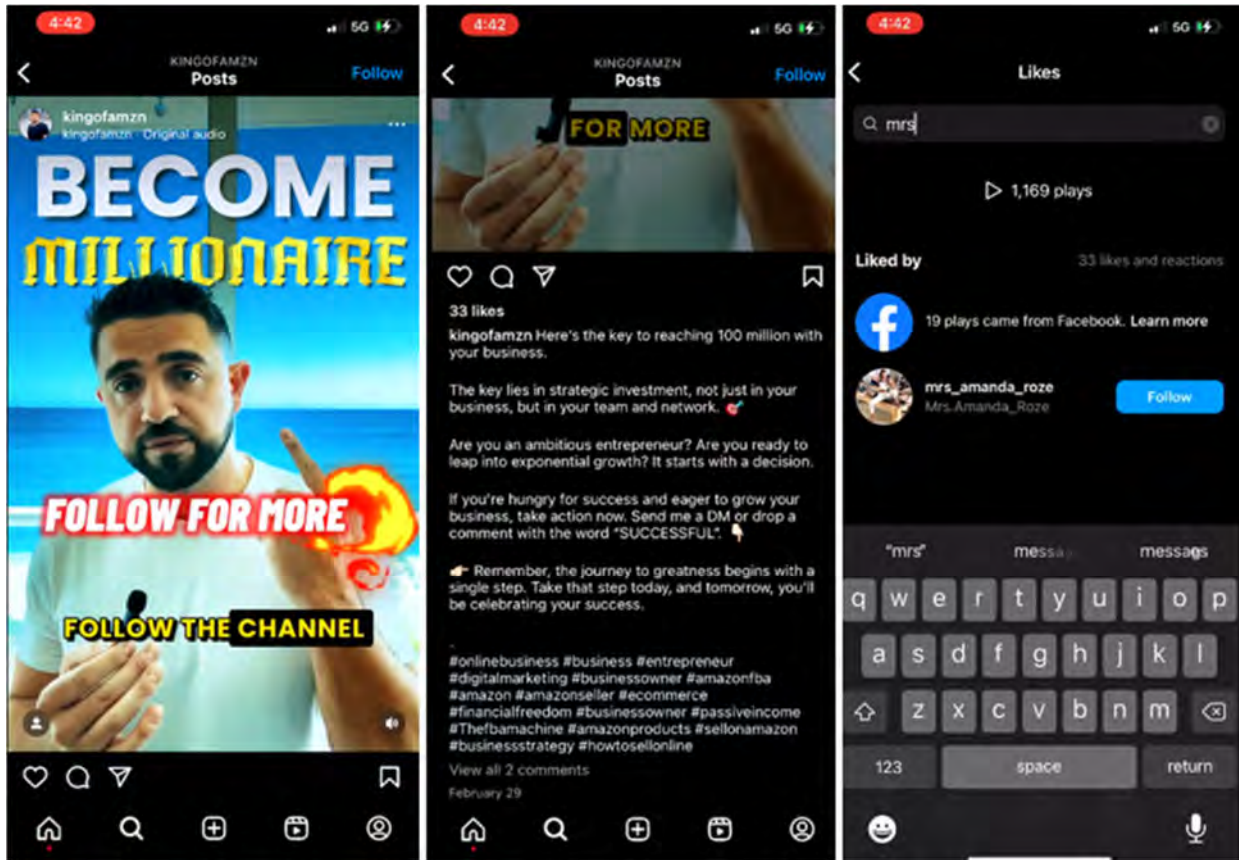 4:42
5G
KINGOFAMZN
Posts
Follow
kingofamzn
kingofamzn · Original audio
BECOME
MILLIONAIRE
FOLLOW FOR MORE
FOLLOW THE CHANNEL
4:42
5G
KINGOFAMZN
Posts
Follow
FOR MORE
33 likes
kingofamzn Here's the key to reaching 100 million with
your business.
The key lies in strategic investment, not just in your
business, but in your team and network. 🎯
Are you an ambitious entrepreneur? Are you ready to
leap into exponential growth? It starts with a decision.
If you're hungry for success and eager to grow your
business, take action now. Send me a DM or drop a
comment with the word "SUCCESSFUL". 👇🏻
👉 Remember, the journey to greatness begins with a
single step. Take that step today, and tomorrow, you'll
be celebrating your success.
.
#onlinebusiness #business #entrepreneur
#digitalmarketing #businessowner #amazonfba
#amazon #amazonseller #ecommerce
#financialfreedom #businessowner #passiveincome
#Thefbamachine #amazonproducts #sellonamazon
#businessstrategy #howtosellonline
View all 2 comments
February 29
4:42
5G
Likes
mrs
1,169 plays
Liked by
33 likes and reactions
19 plays came from Facebook. Learn more
mrs_amanda_roze
Mrs.Amanda_Roze
Follow
"mrs"
q w e r t y u i o p
a s d f g h j k l
z x c v b n m
123
space
return